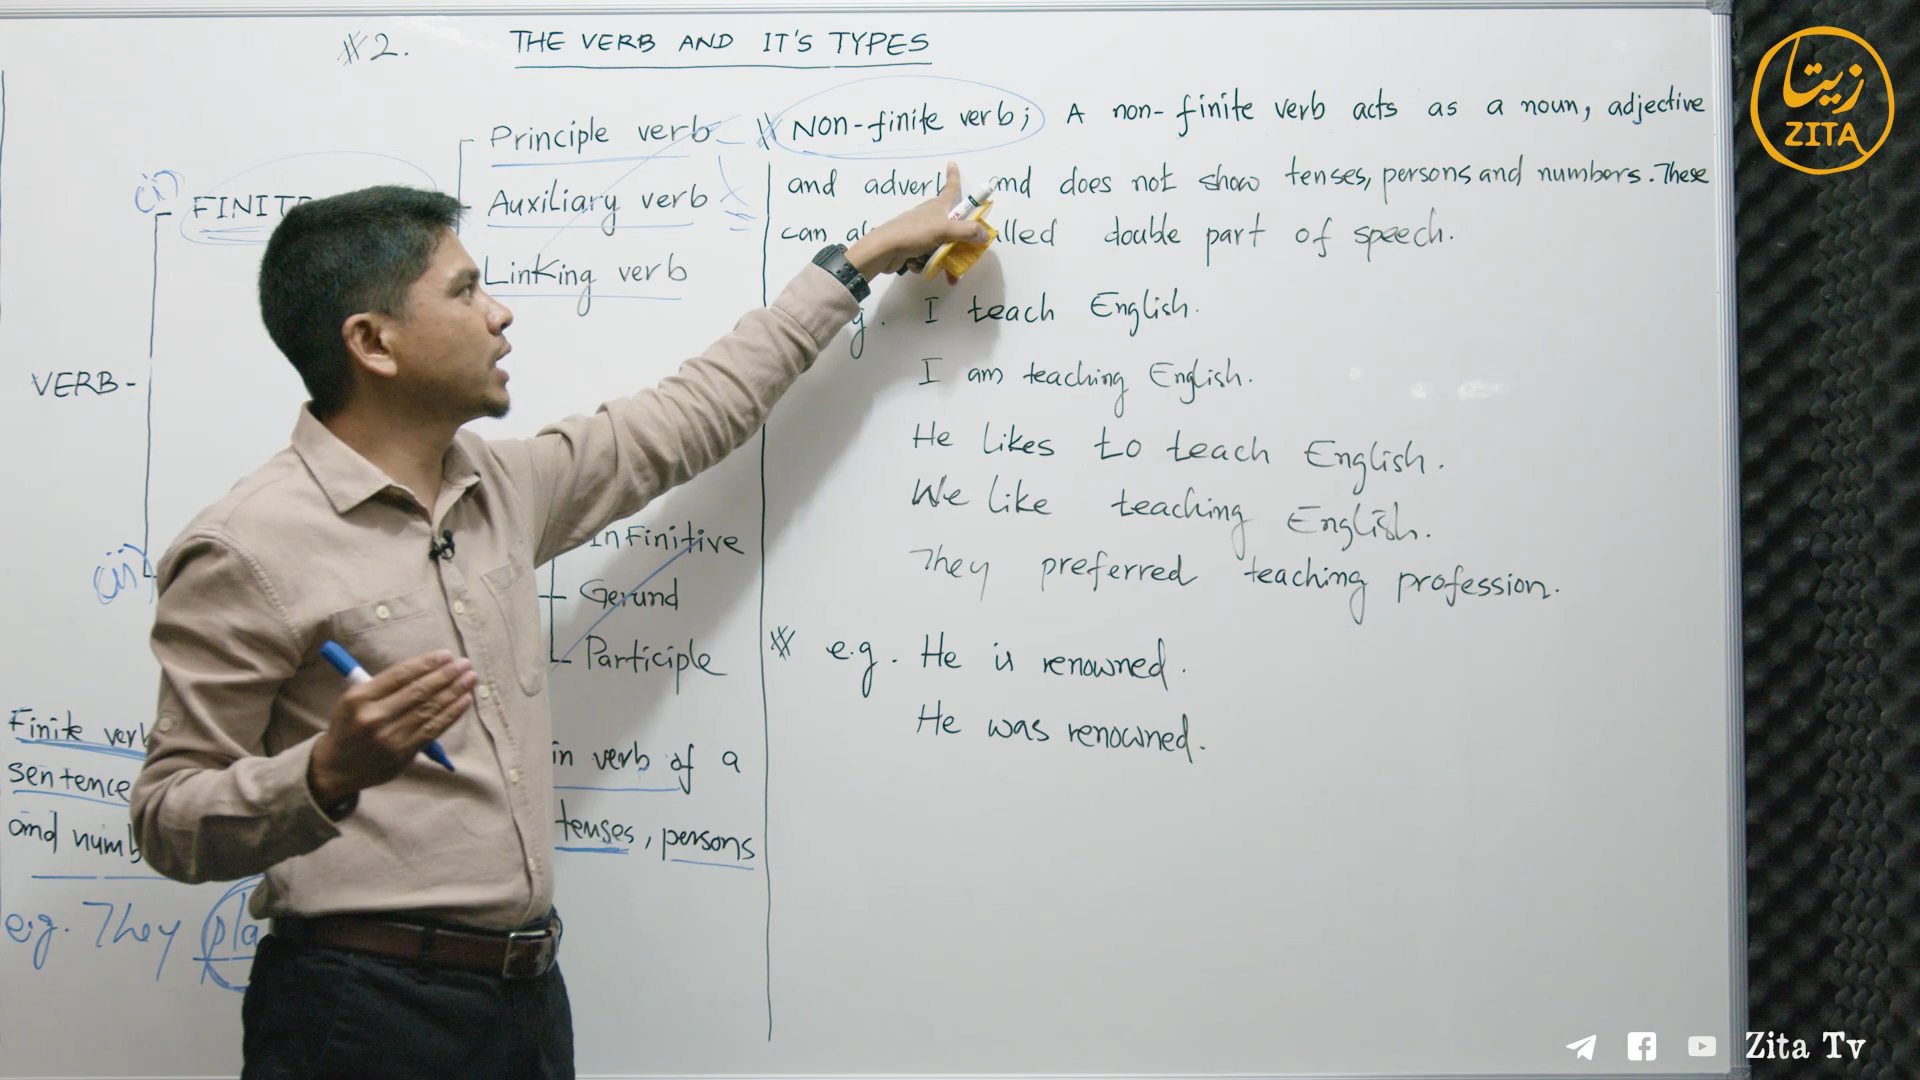 #2. THE VERB AND IT'S TYPES
VERB-
(i) FINITE
Principle verb
Auxiliary verb
Linking verb
(ii)
Infinitive
Gerund
Participle
Finite verb in verb of a
sentence tenses, persons
and
e.g. They
Non-finite verb; A non-finite verb acts as a noun, adjective
and adverb and does not show tenses, persons and numbers. These
can called double part of speech.
I teach English.
I am teaching English.
He likes to teach English.
We like teaching English.
They preferred teaching profession.
e.g. He is renowned.
He was renowned.
زيتا
ZITA
Zita Tv